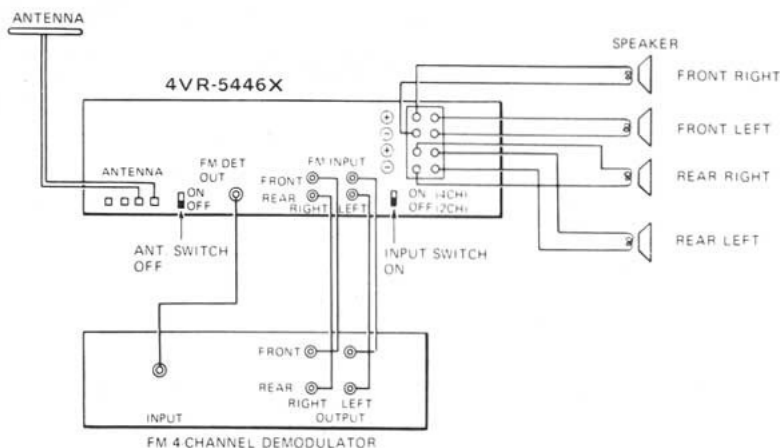 ANTENNA
SPEAKER
4VR-5446X
FRONT RIGHT
FRONT LEFT
REAR RIGHT
REAR LEFT
⊕
⊖
⊕
⊖
ANTENNA
ON
OFF
FM DET
OUT
FM INPUT
FRONT
REAR
RIGHT LEFT
ON (4CH)
OFF (2CH)
ANT. SWITCH
OFF
INPUT SWITCH
ON
FRONT
REAR
RIGHT LEFT
INPUT
OUTPUT
FM 4-CHANNEL DEMODULATOR